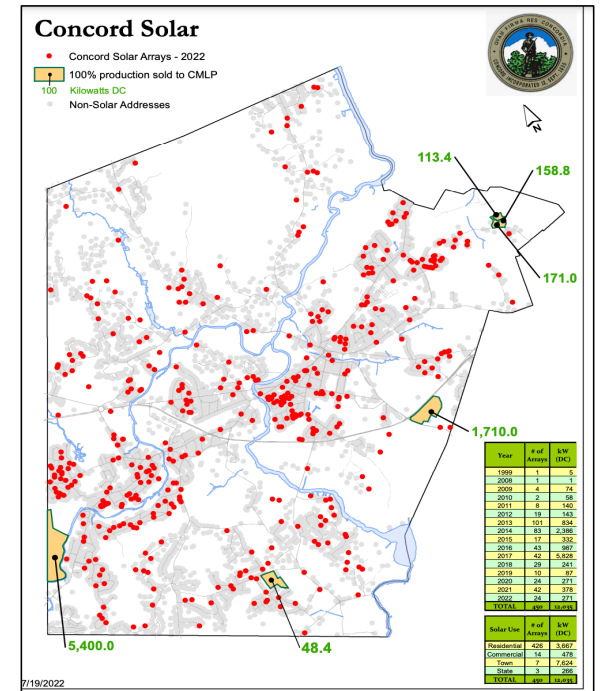 Concord Solar
Concord Solar Arrays - 2022
100% production sold to CMLP
100 Kilowatts DC
Non-Solar Addresses
N
113.4
158.8
171.0
1,710.0
5,400.0
48.4
Year # of Arrays kW (DC)
1999 1 5
2008 1 1
2009 4 74
2010 2 58
2011 8 140
2012 19 143
2013 101 834
2014 83 2,386
2015 17 332
2016 43 987
2017 42 5,828
2018 29 241
2019 10 87
2020 24 271
2021 42 378
2022 24 271
TOTAL 450 12,035
Solar Use # of Arrays kW (DC)
Residential 426 3,667
Commercial 14 478
Town 7 7,624
State 3 266
TOTAL 450 12,035
7/19/2022